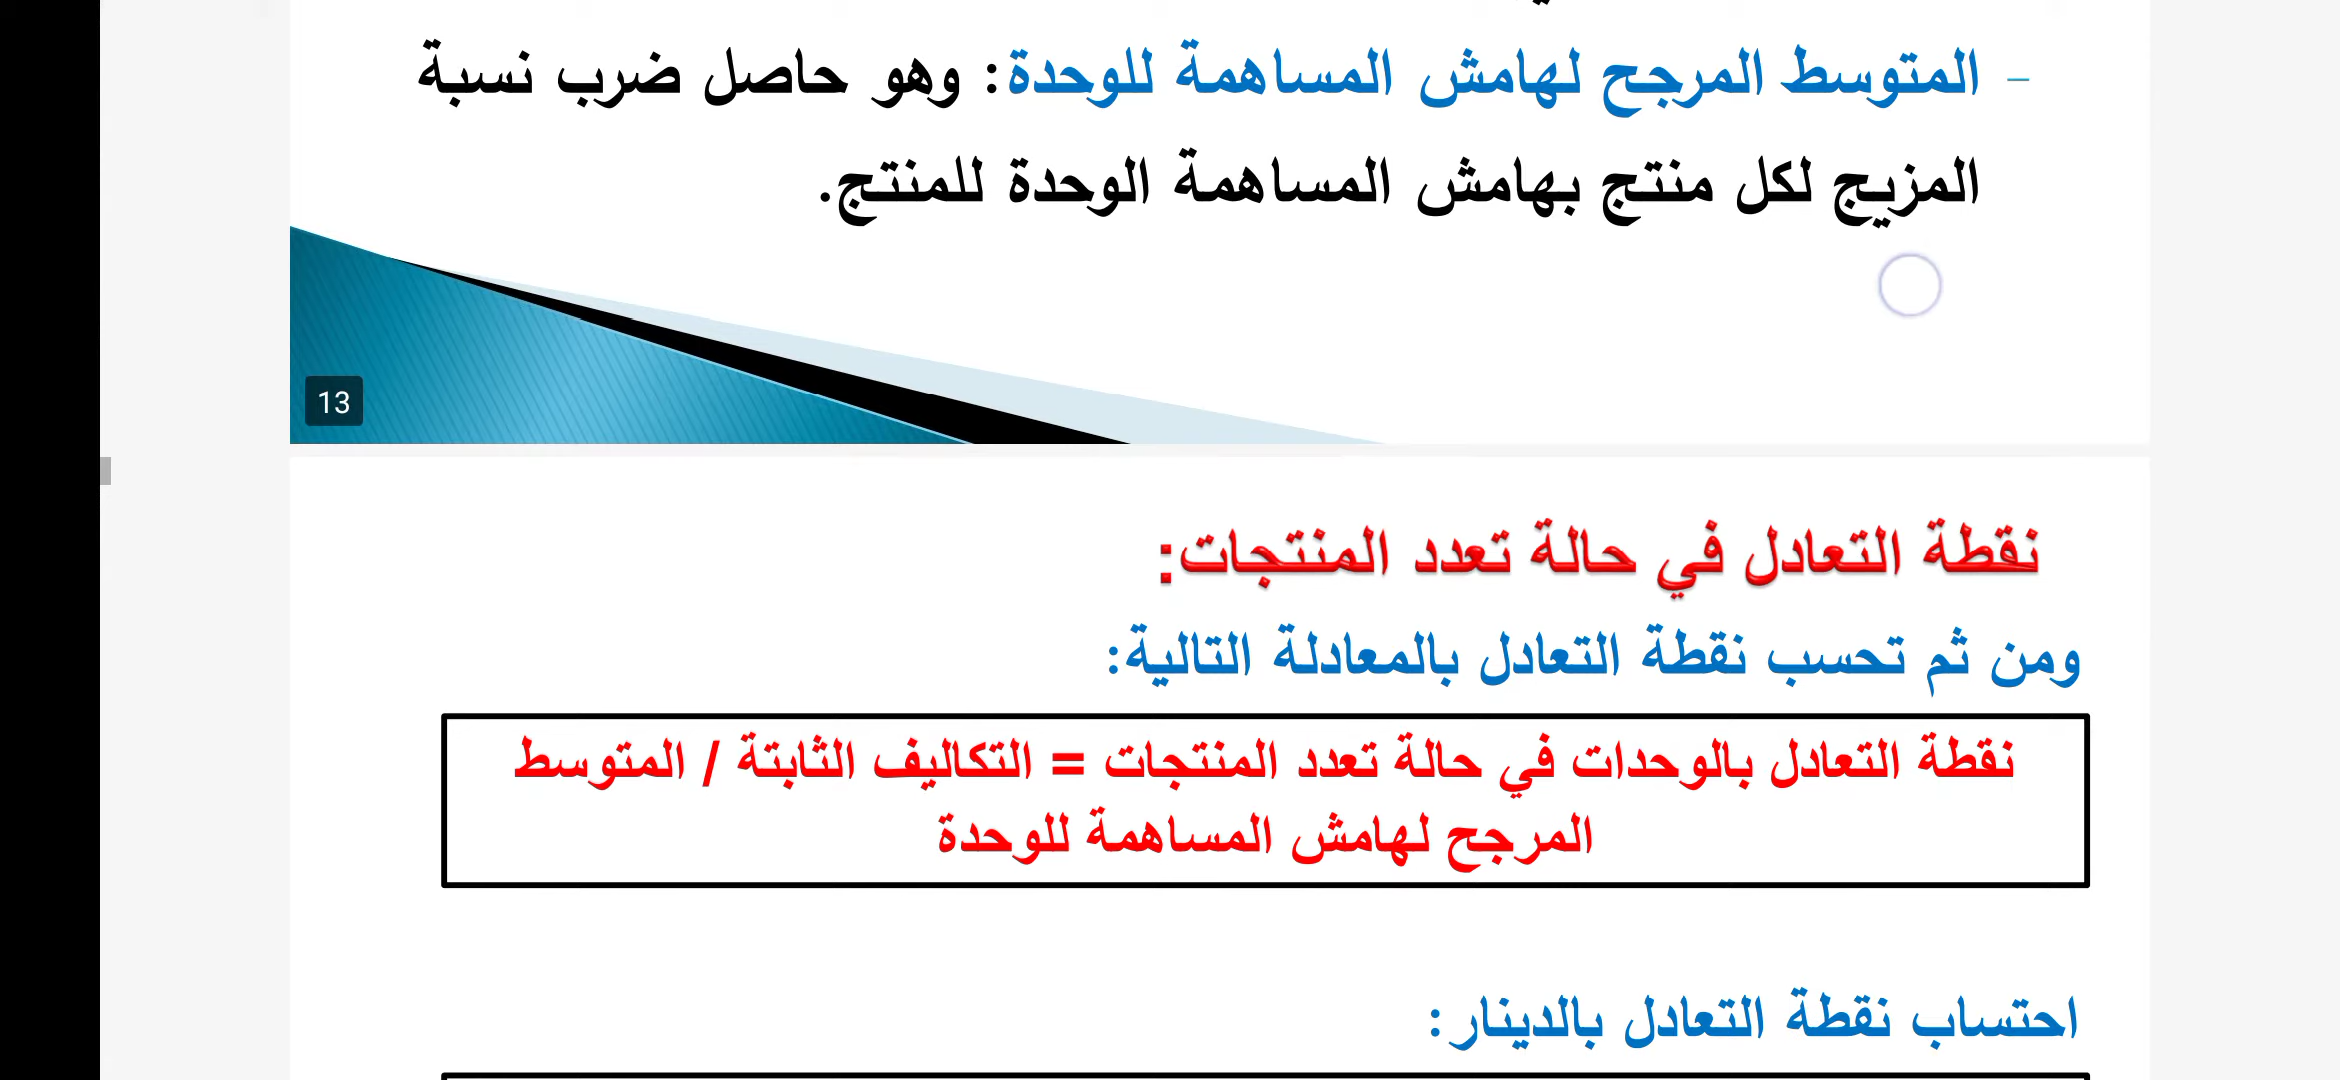 - المتوسط المرجح لهامش المساهمة للوحدة: وهو حاصل ضرب نسبة
المزيج لكل منتج بهامش المساهمة الوحدة للمنتج.
13
نقطة التعادل في حالة تعدد المنتجات:
ومن ثم تحسب نقطة التعادل بالمعادلة التالية:
نقطة التعادل بالوحدات في حالة تعدد المنتجات = التكاليف الثابتة / المتوسط
المرجح لهامش المساهمة للوحدة
احتساب نقطة التعادل بالدينار: